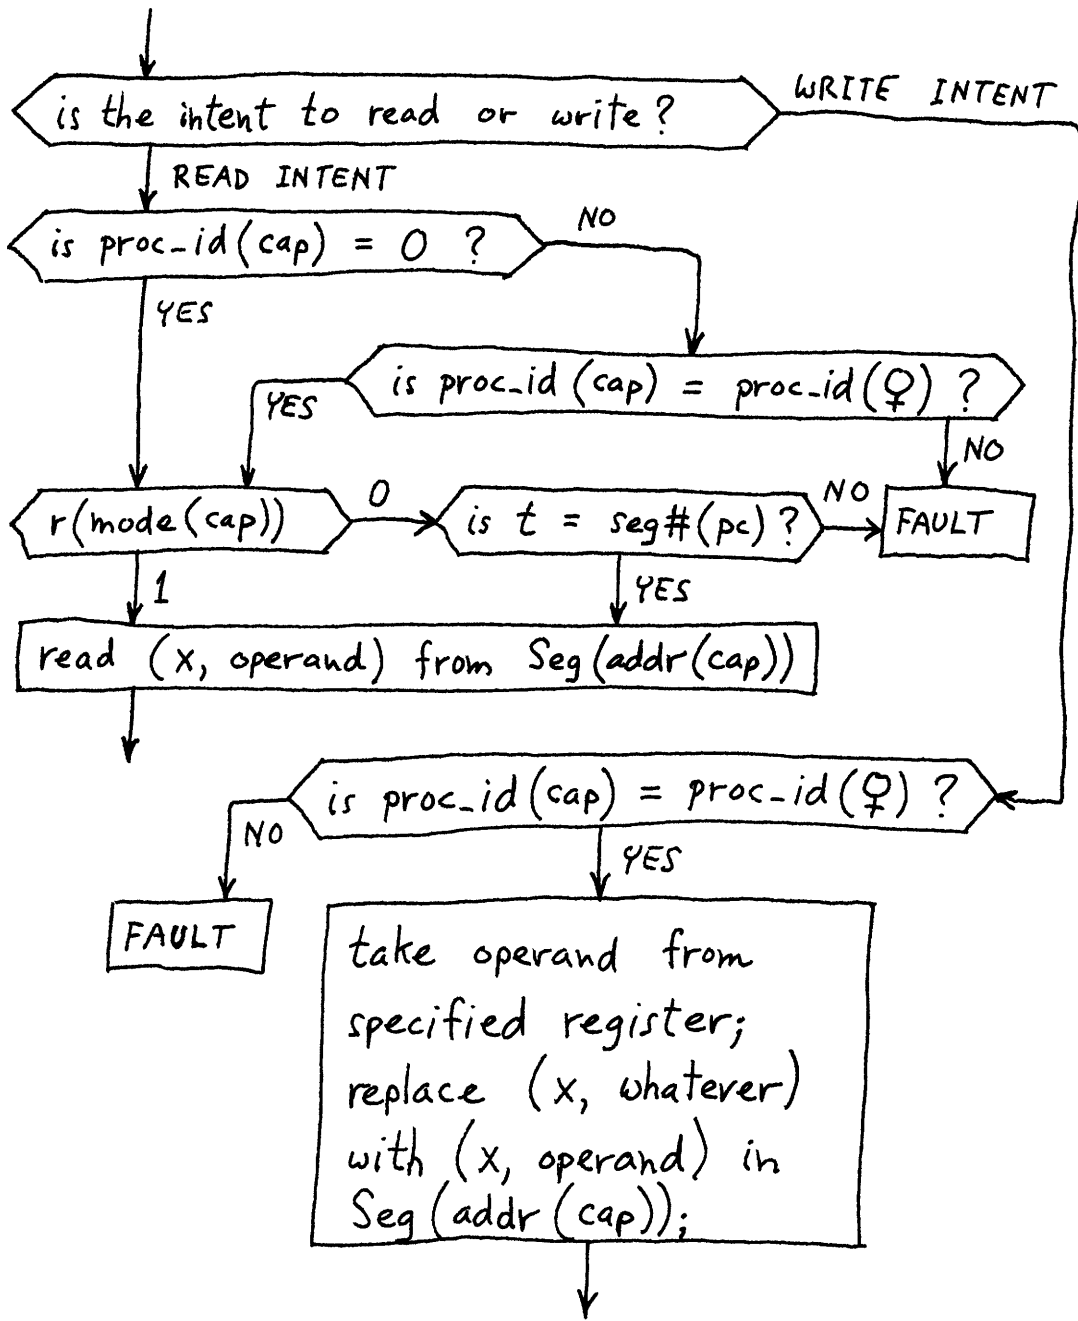 is the intent to read or write?
WRITE INTENT
READ INTENT
is proc_id(cap) = 0 ?
NO
YES
is proc_id(cap) = proc_id(♀) ?
YES
NO
r(mode(cap))
0
is t = seg#(pc)?
NO
FAULT
1
YES
read (x, operand) from Seg(addr(cap))
is proc_id(cap) = proc_id(♀) ?
NO
YES
FAULT
take operand from
specified register;
replace (x, whatever)
with (x, operand) in
Seg(addr(cap));